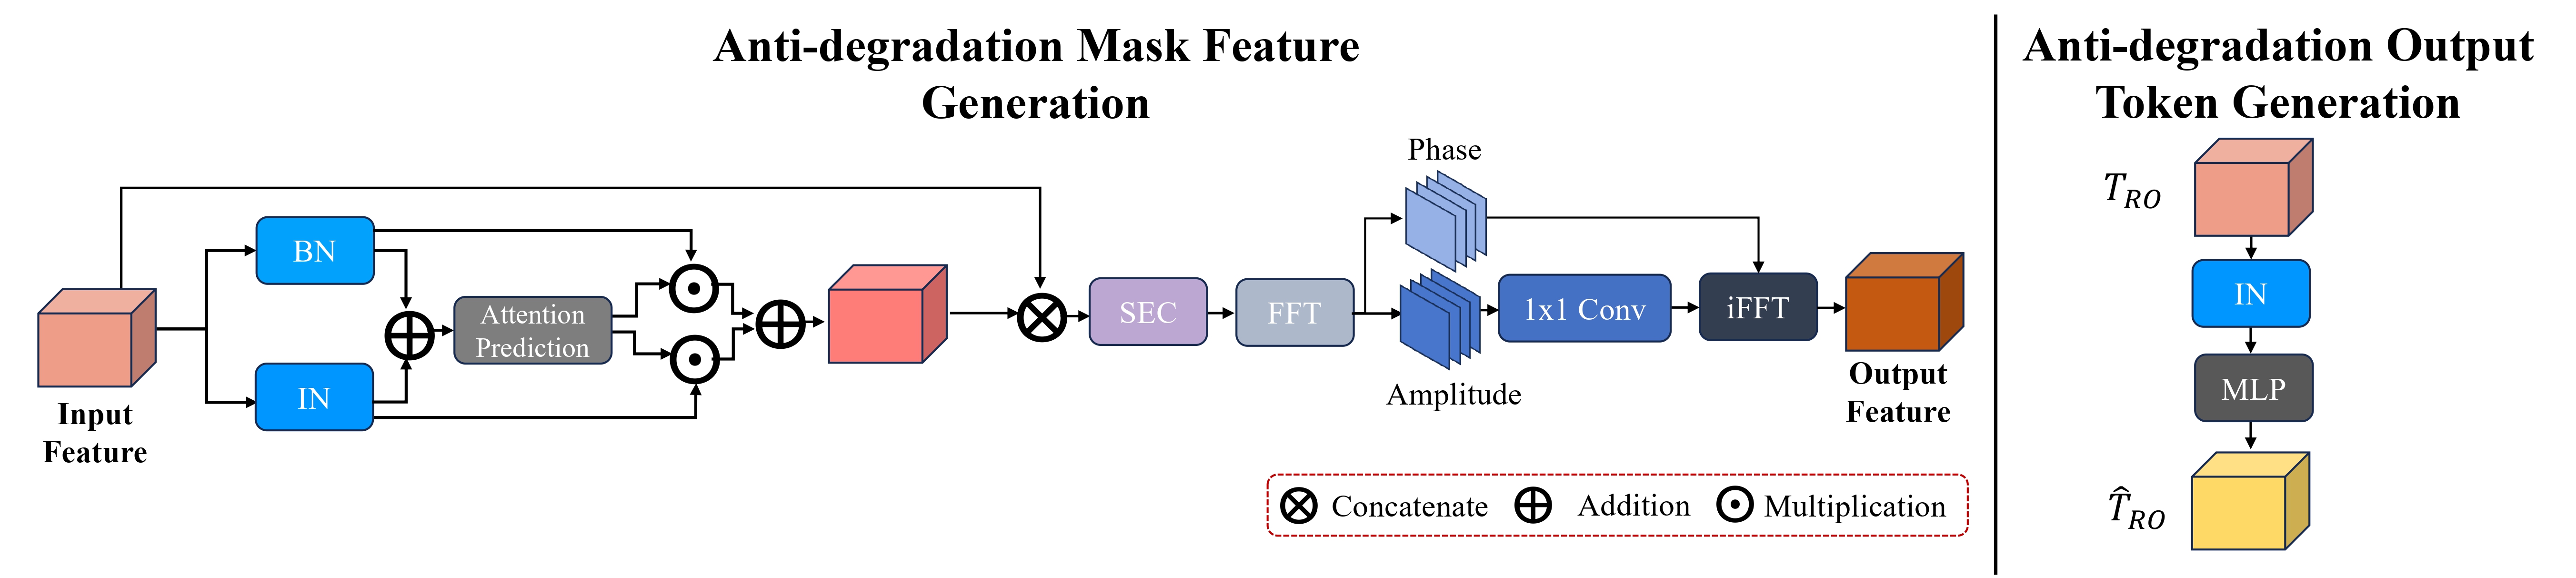 Anti-degradation Mask Feature
Generation
Input
Feature
BN
IN
Attention
Prediction
SEC
FFT
Phase
Amplitude
1x1 Conv
iFFT
Output
Feature
Concatenate
Addition
Multiplication
Anti-degradation Output
Token Generation
T_{RO}
IN
MLP
T̂_{RO}